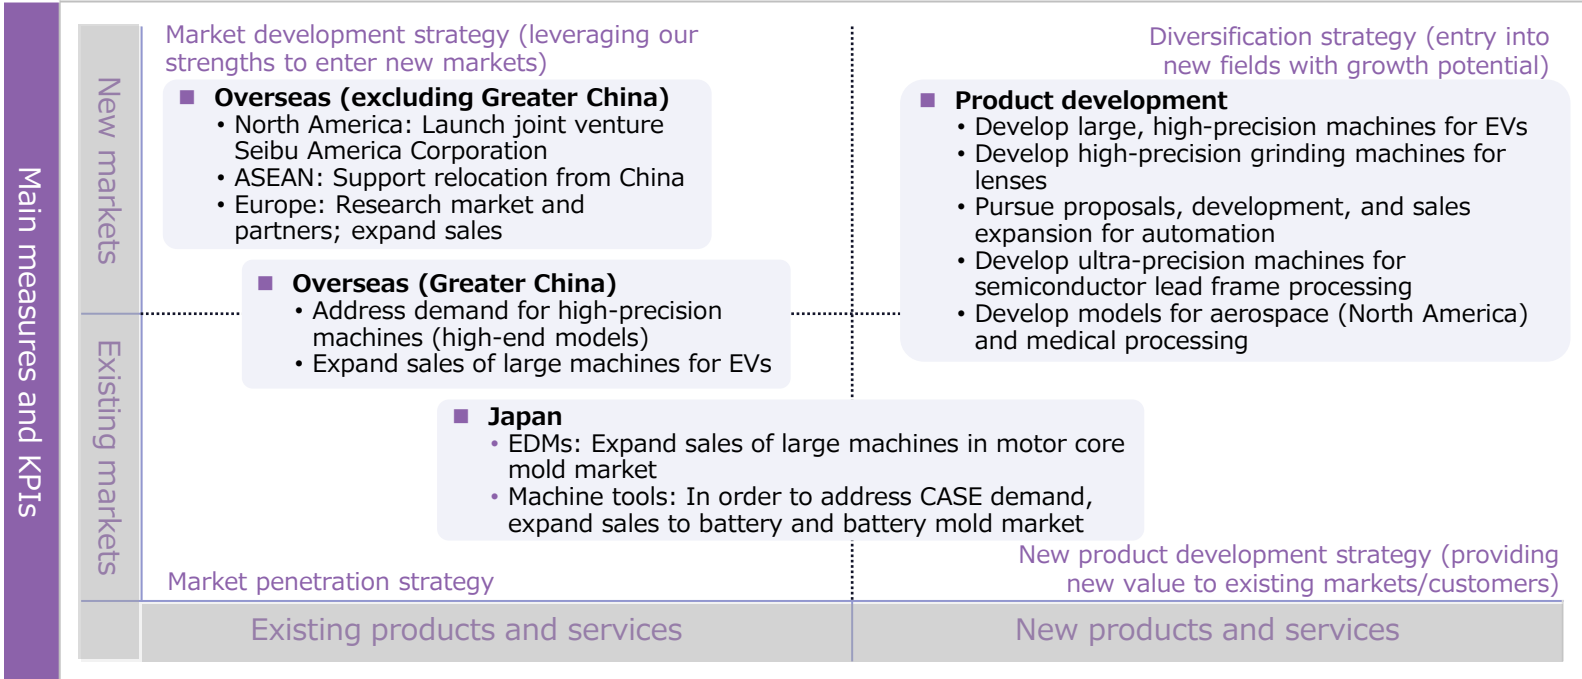 Main measures and KPIs
New markets
Existing markets
Market development strategy (leveraging our
strengths to enter new markets)
■ Overseas (excluding Greater China)
• North America: Launch joint venture
Seibu America Corporation
• ASEAN: Support relocation from China
• Europe: Research market and
partners; expand sales
Diversification strategy (entry into
new fields with growth potential)
■ Product development
• Develop large, high-precision machines for EVs
• Develop high-precision grinding machines for
lenses
• Pursue proposals, development, and sales
expansion for automation
• Develop ultra-precision machines for
semiconductor lead frame processing
• Develop models for aerospace (North America)
and medical processing
■ Overseas (Greater China)
• Address demand for high-precision
machines (high-end models)
• Expand sales of large machines for EVs
■ Japan
• EDMs: Expand sales of large machines in motor core
mold market
• Machine tools: In order to address CASE demand,
expand sales to battery and battery mold market
Market penetration strategy
New product development strategy (providing
new value to existing markets/customers)
Existing products and services
New products and services